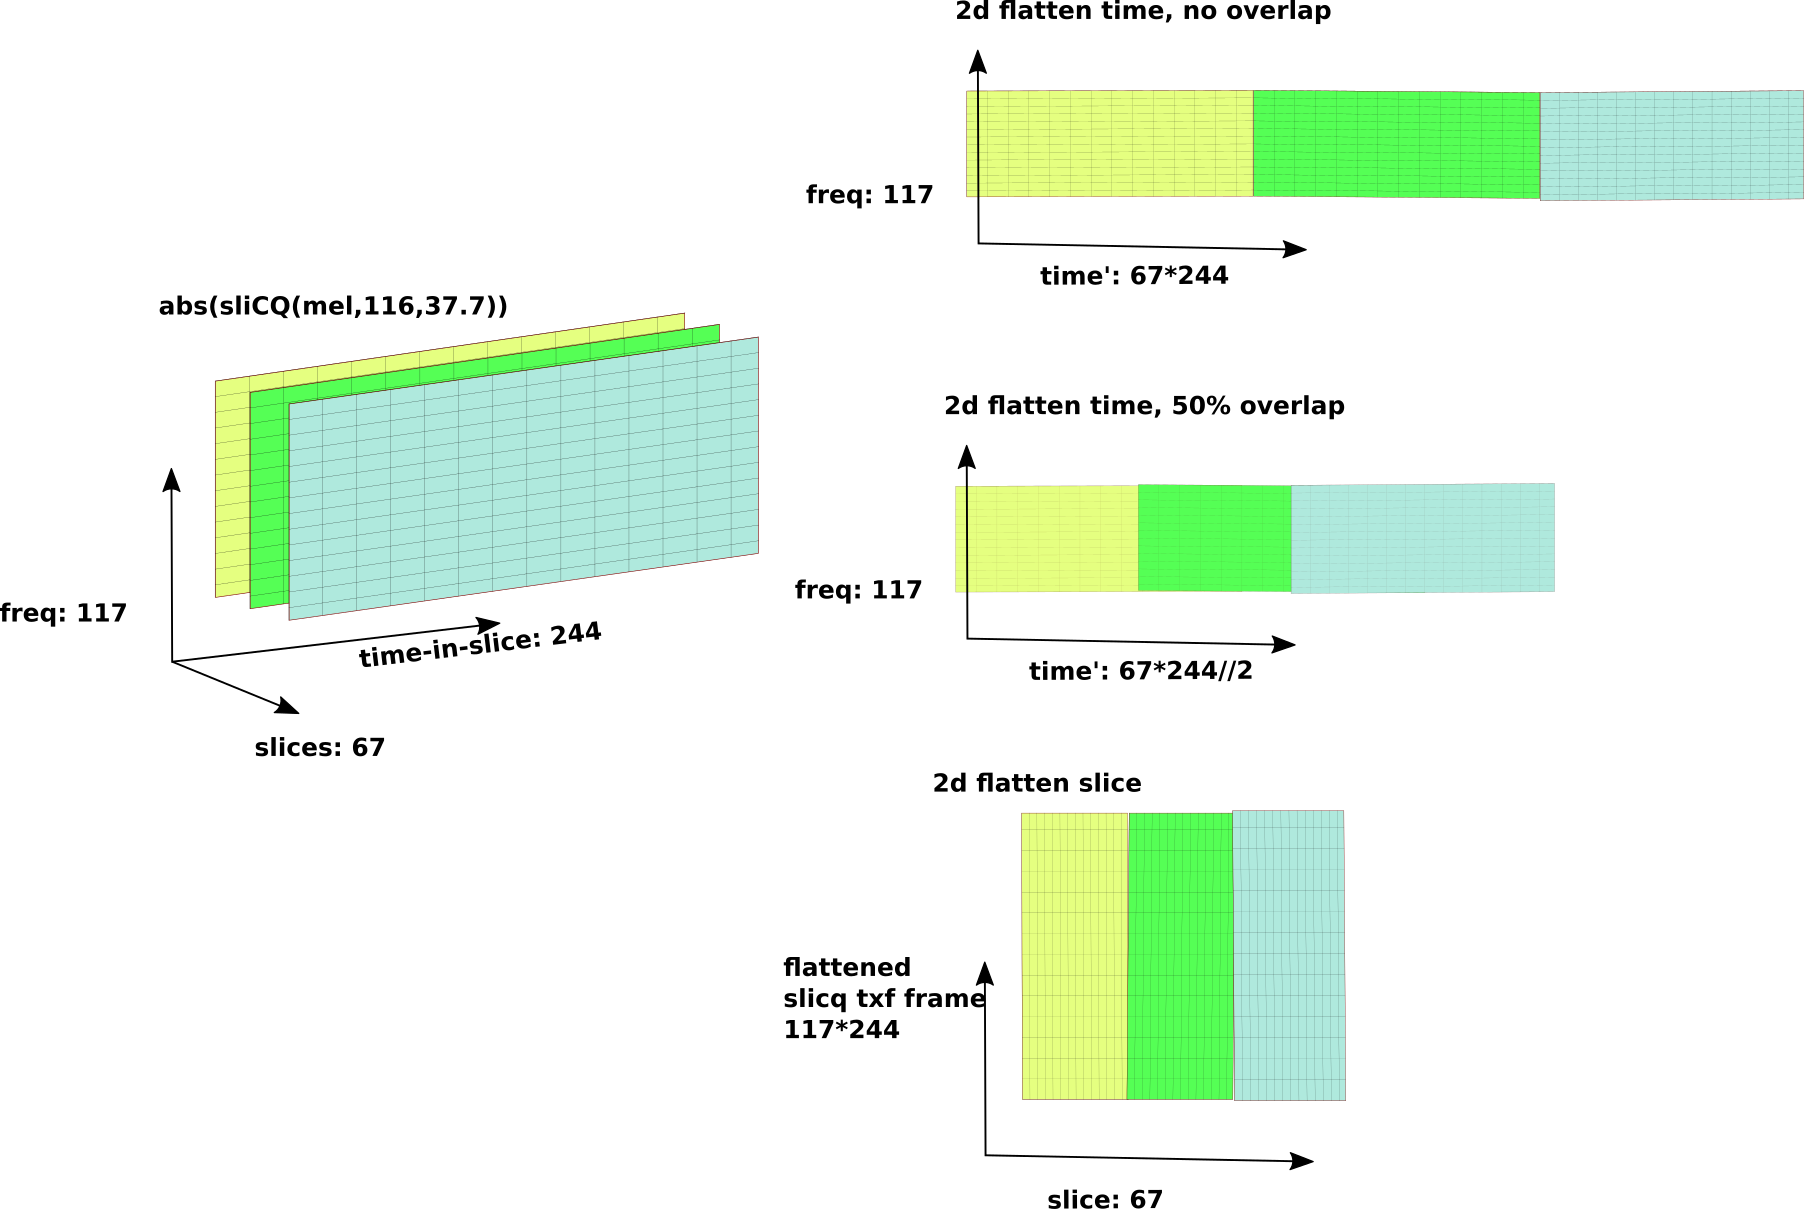 abs(sliCQ(mel,116,37.7))
freq: 117
time-in-slice: 244
slices: 67
2d flatten time, no overlap
freq: 117
time': 67*244
2d flatten time, 50% overlap
freq: 117
time': 67*244//2
2d flatten slice
flattened
slicq txf frame
117*244
slice: 67